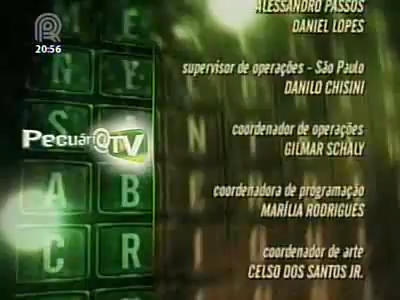 ALESSANDRO PASSOS
DANIEL LOPES
R
20:56
supervisor de operações - São Paulo
DANILO CHISINI
Pecuári@TV
coordenador de operações
GILMAR SCHALY
coordenadora de programação
MARÍLIA RODRIGUES
coordenador de arte
CELSO DOS SANTOS JR.